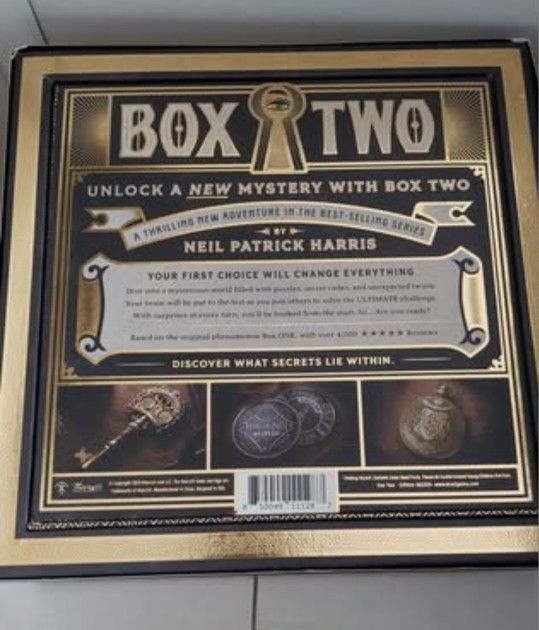 BOX TWO
UNLOCK A NEW MYSTERY WITH BOX TWO
A THRILLING NEW ADVENTURE IN THE BEST-SELLING SERIES
BY
NEIL PATRICK HARRIS
YOUR FIRST CHOICE WILL CHANGE EVERYTHING
Dive into a mysterious world filled with puzzles, secret codes, and unexpected twists.
Your brain will be put to the test as you join others to solve the ULTIMATE challenge.
With surprises at every turn, you'll be hooked from the start. So... Are you ready?
Based on the original phenomenon Box ONE, with over 4,000 ★★★★★ Reviews
DISCOVER WHAT SECRETS LIE WITHIN.